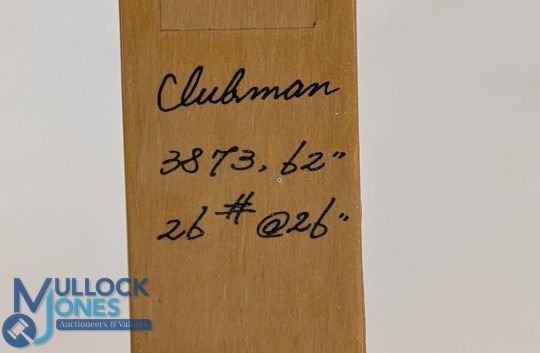 Clubman
3873. 62"
26# @26"
MULLOCK
JONES
Auctioneers & Valuers